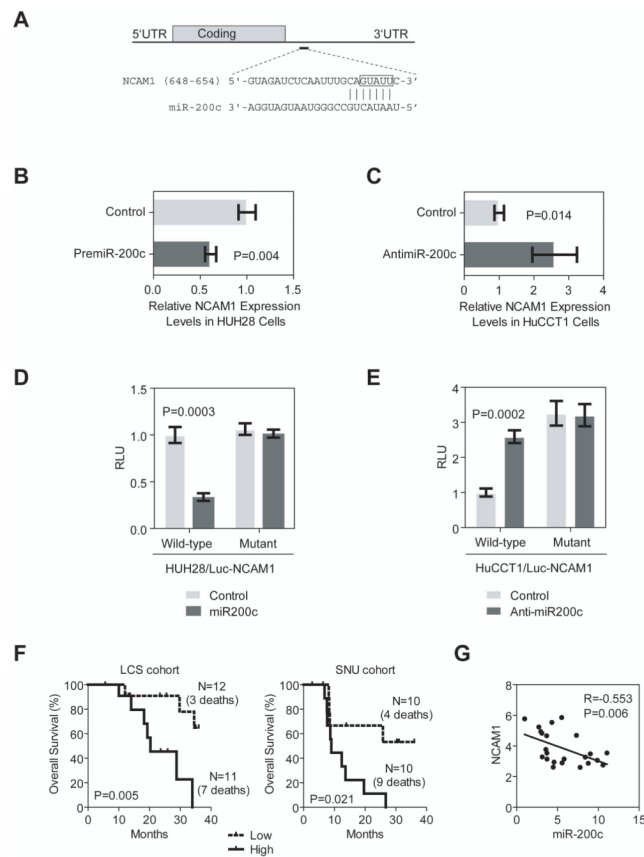 A
5'UTR Coding 3'UTR
NCAM1 (648-654) 5'-GUAGAUCUCAAUUUGCAGUAUUC-3'
miR-200c 3'-AGGUAGUAAUGGGCCGUCAUAAU-5'
B
Control
PremiR-200c
P=0.004
0.0 0.5 1.0 1.5
Relative NCAM1 Expression
Levels in HUH28 Cells
C
Control
P=0.014
AntimiR-200c
0 1 2 3 4
Relative NCAM1 Expression
Levels in HuCCT1 Cells
D
RLU
1.5
1.0
0.5
0.0
P=0.0003
Wild-type Mutant
HUH28/Luc-NCAM1
Control
miR200c
E
RLU
4
3
2
1
0
P=0.0002
Wild-type Mutant
HuCCT1/Luc-NCAM1
Control
Anti-miR200c
F
LCS cohort
Overall Survival (%)
100
80
60
40
20
0
N=12
(3 deaths)
N=11
(7 deaths)
P=0.005
0 10 20 30 40
Months
SNU cohort
Overall Survival (%)
100
80
60
40
20
0
N=10
(4 deaths)
N=10
(9 deaths)
P=0.021
0 10 20 30 40
Months
Low
High
G
NCAM1
8
6
4
2
0
R=-0.553
P=0.006
0 5 10 15
miR-200c